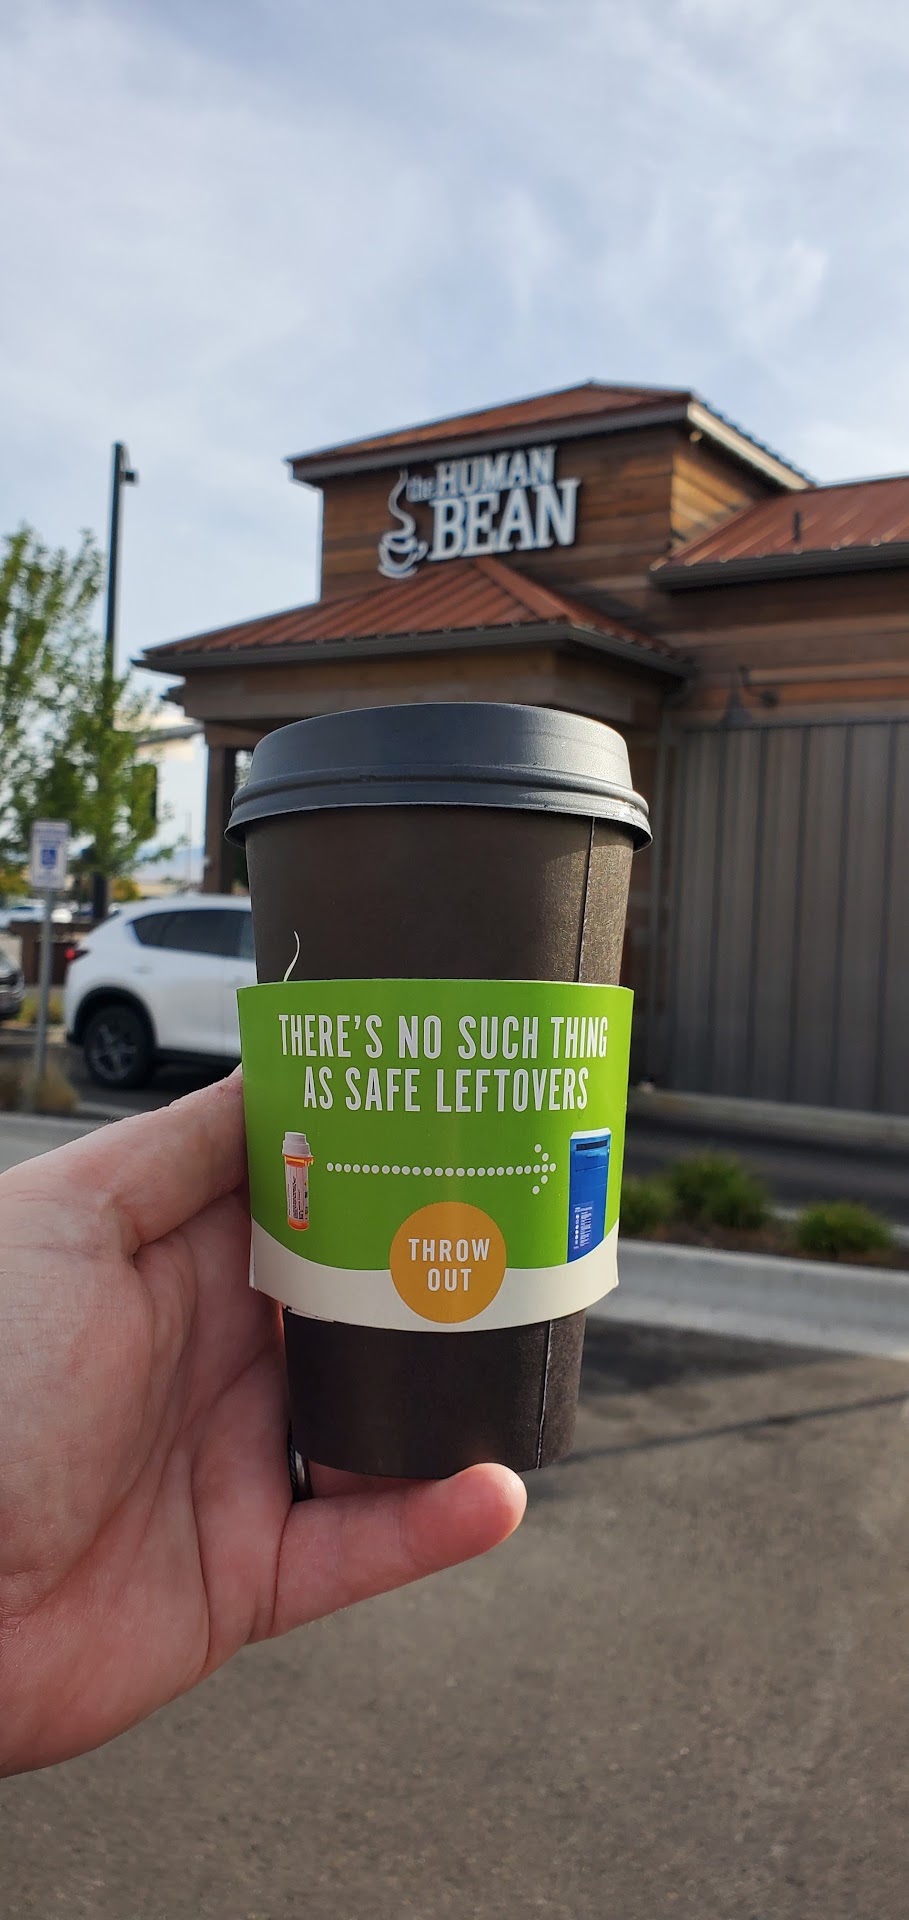 the HUMAN
BEAN
THERE'S NO SUCH THING
AS SAFE LEFTOVERS
THROW
OUT